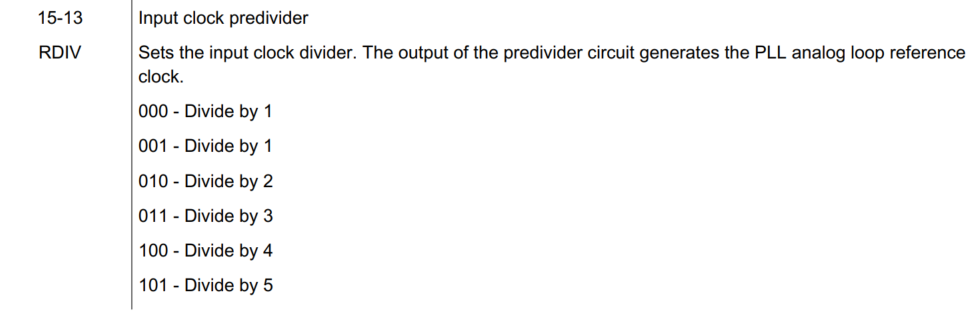 15-13 Input clock predivider
RDIV Sets the input clock divider. The output of the predivider circuit generates the PLL analog loop reference
clock.
000 - Divide by 1
001 - Divide by 1
010 - Divide by 2
011 - Divide by 3
100 - Divide by 4
101 - Divide by 5